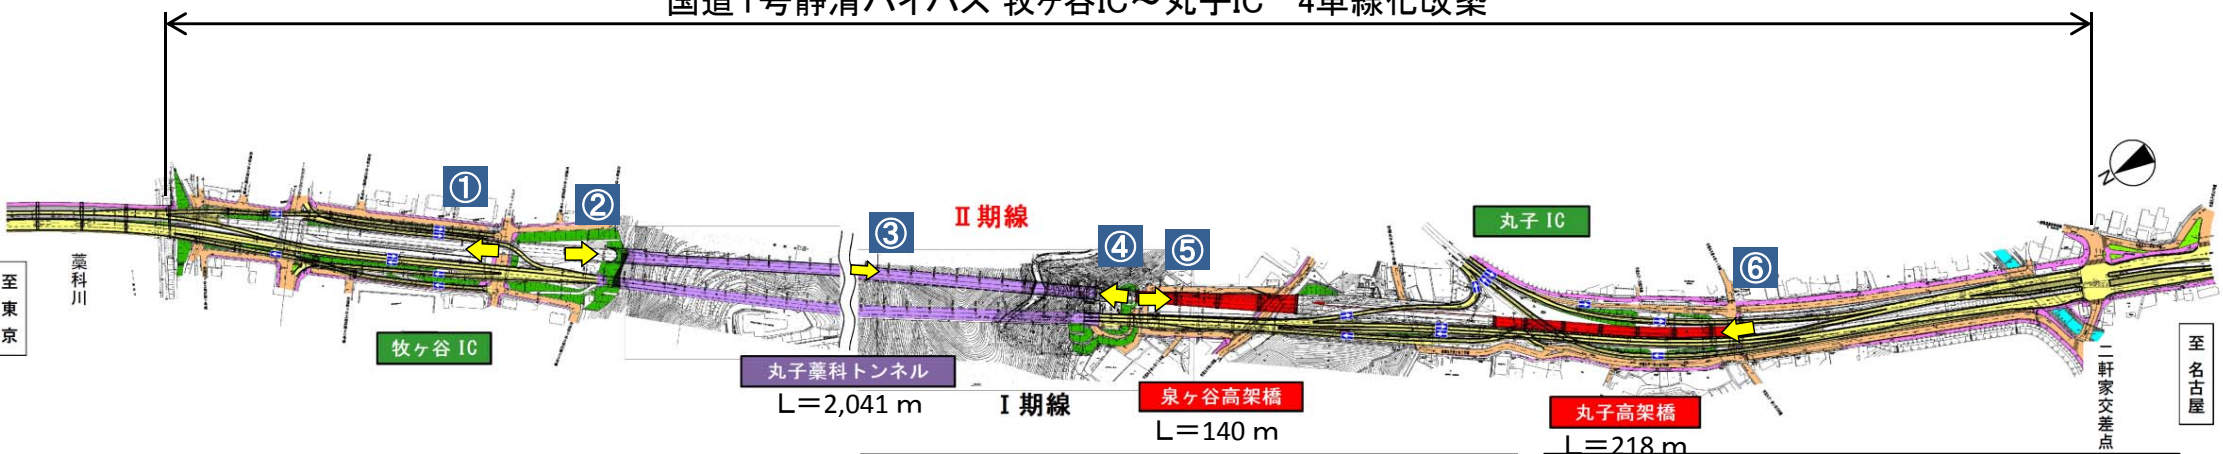 国道1号静清バイパス 牧ヶ谷IC～丸子IC 4車線化改築
①
②
③
④
⑤
⑥
Ⅱ期線
丸子 IC
至東京
藁科川
牧ヶ谷 IC
丸子藁科トンネル
L＝2,041 m
Ⅰ期線
泉ヶ谷高架橋
L＝140 m
丸子高架橋
L＝218 m
N
二軒家交差点
至名古屋